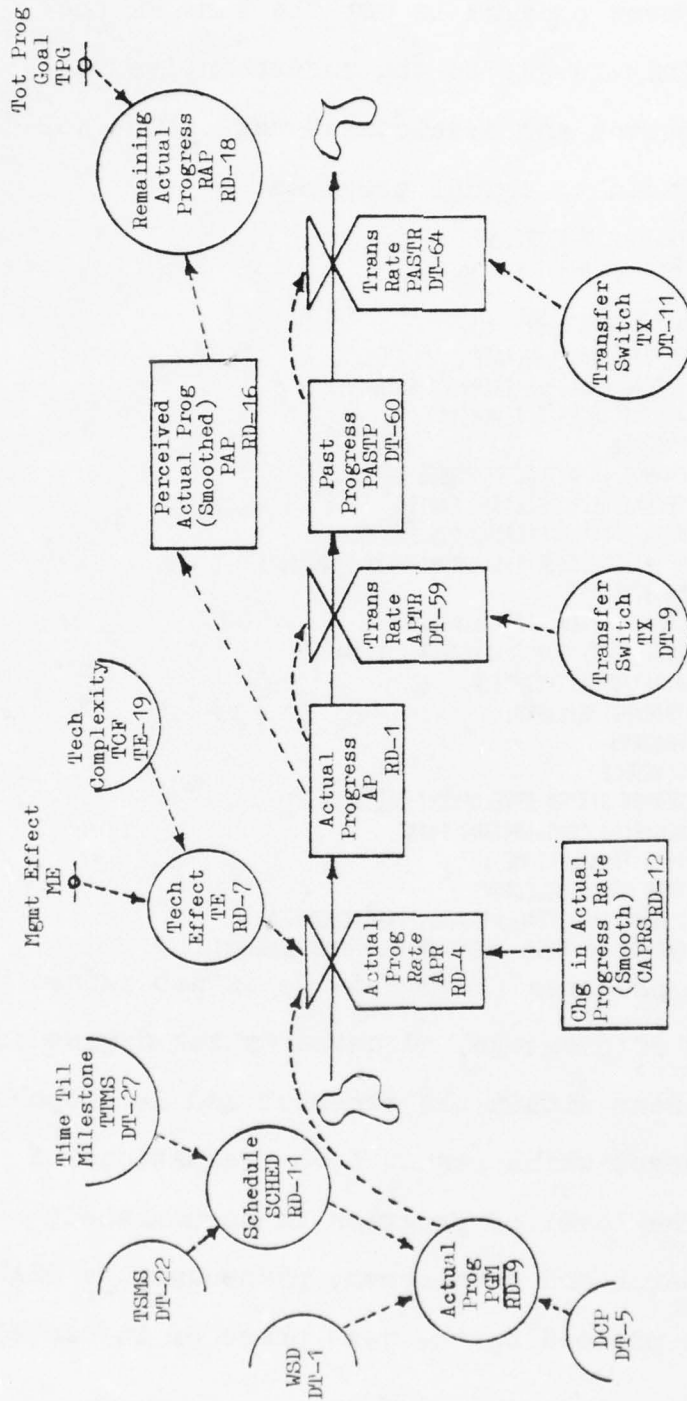 Tot Prog
Goal
TPG
Remaining
Actual
Progress
RAP
RD-18
Perceived
Actual Prog
(Smoothed)
PAP
RD-16
Tech
Complexity
TCF
TE-19
Mgmt Effect
ME
Tech
Effect
TE
RD-7
Time Til
Milestone
TTMS
DT-27
TSMS
DT-22
Schedule
SCHED
RD-11
WSD
DT-1
Actual
Prog
PGM
RD-9
DCP
DT-5
Actual
Prog
Rate
APR
RD-4
Chg in Actual
Progress Rate
(Smooth)
CAPRS
RD-12
Actual
Progress
AP
RD-1
Trans
Rate
APTR
DT-59
Transfer
Switch
TX
DT-9
Past
Progress
PASTP
DT-60
Trans
Rate
PASTR
DT-64
Transfer
Switch
TX
DT-11